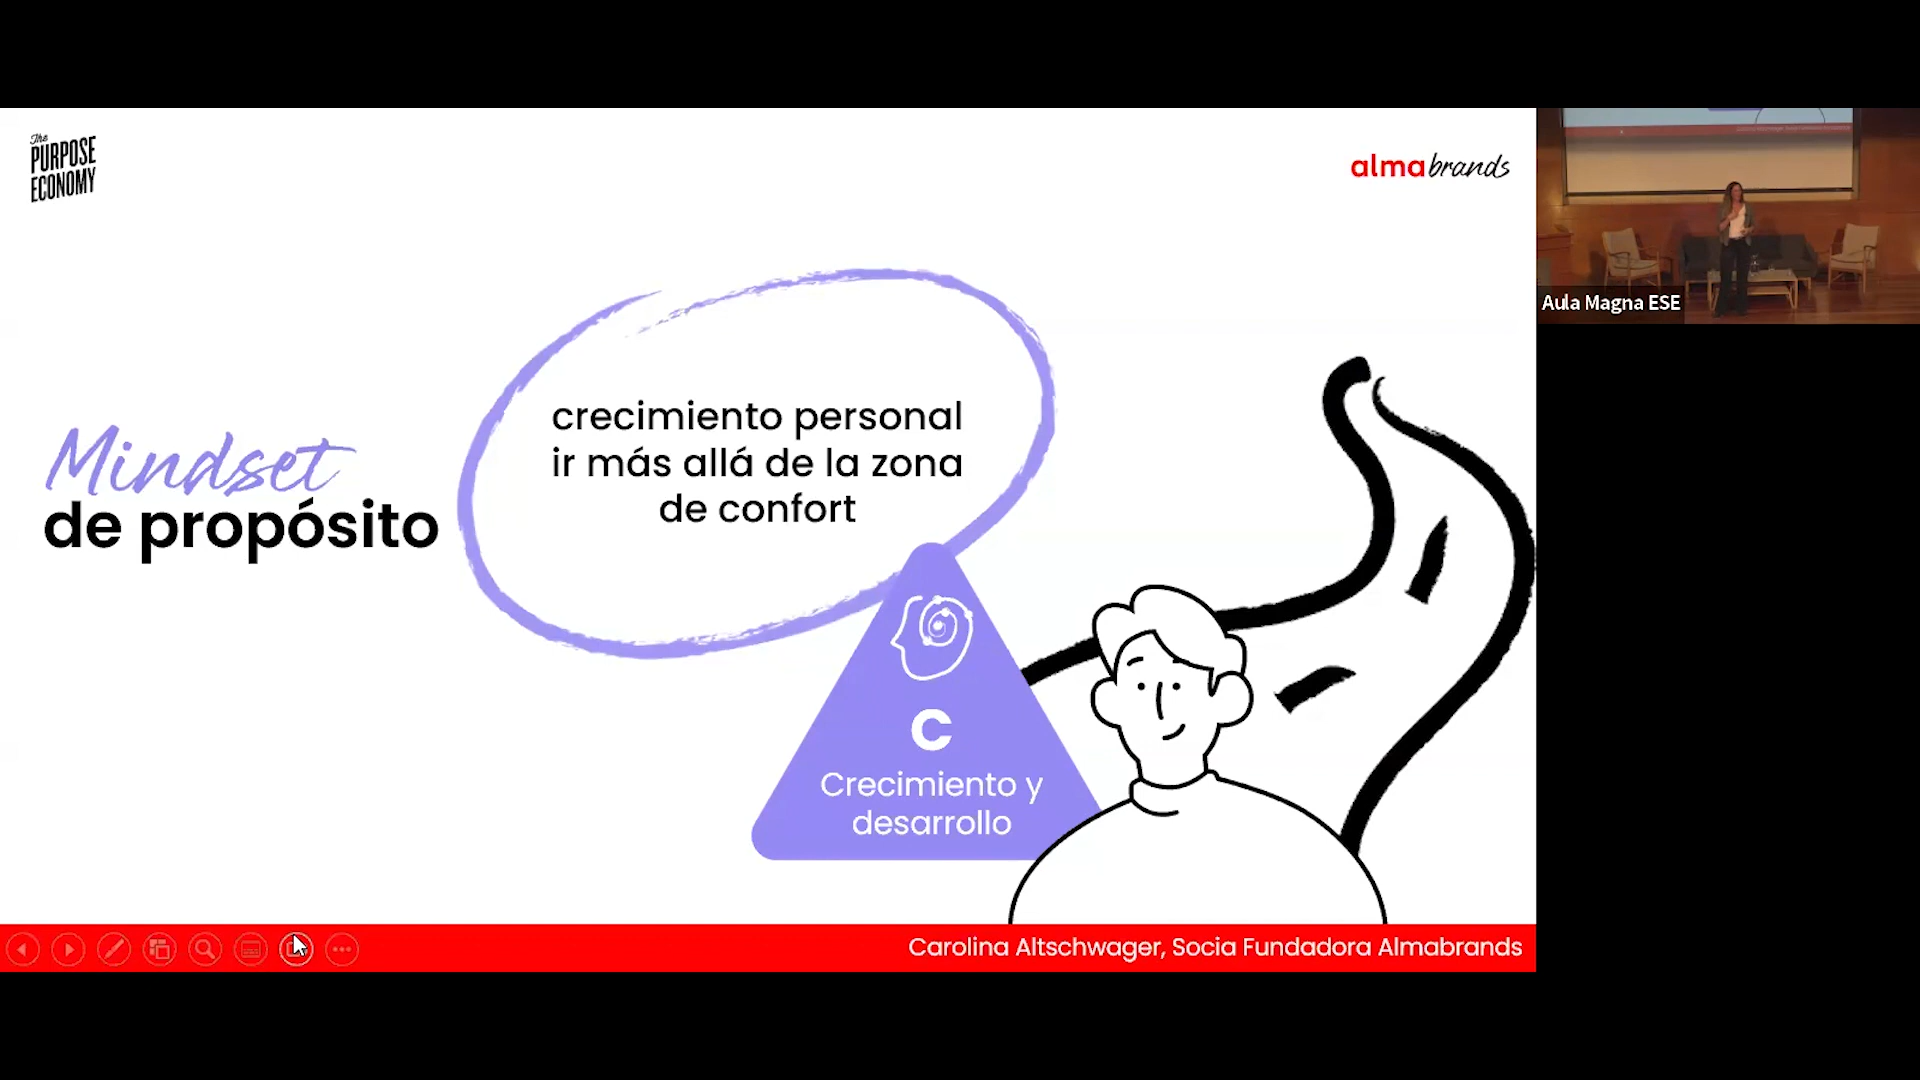 The
PURPOSE
ECONOMY
almabrands
Mindset
de propósito
crecimiento personal
ir más allá de la zona
de confort
C
Crecimiento y
desarrollo
Carolina Altschwager, Socia Fundadora Almabrands
Aula Magna ESE